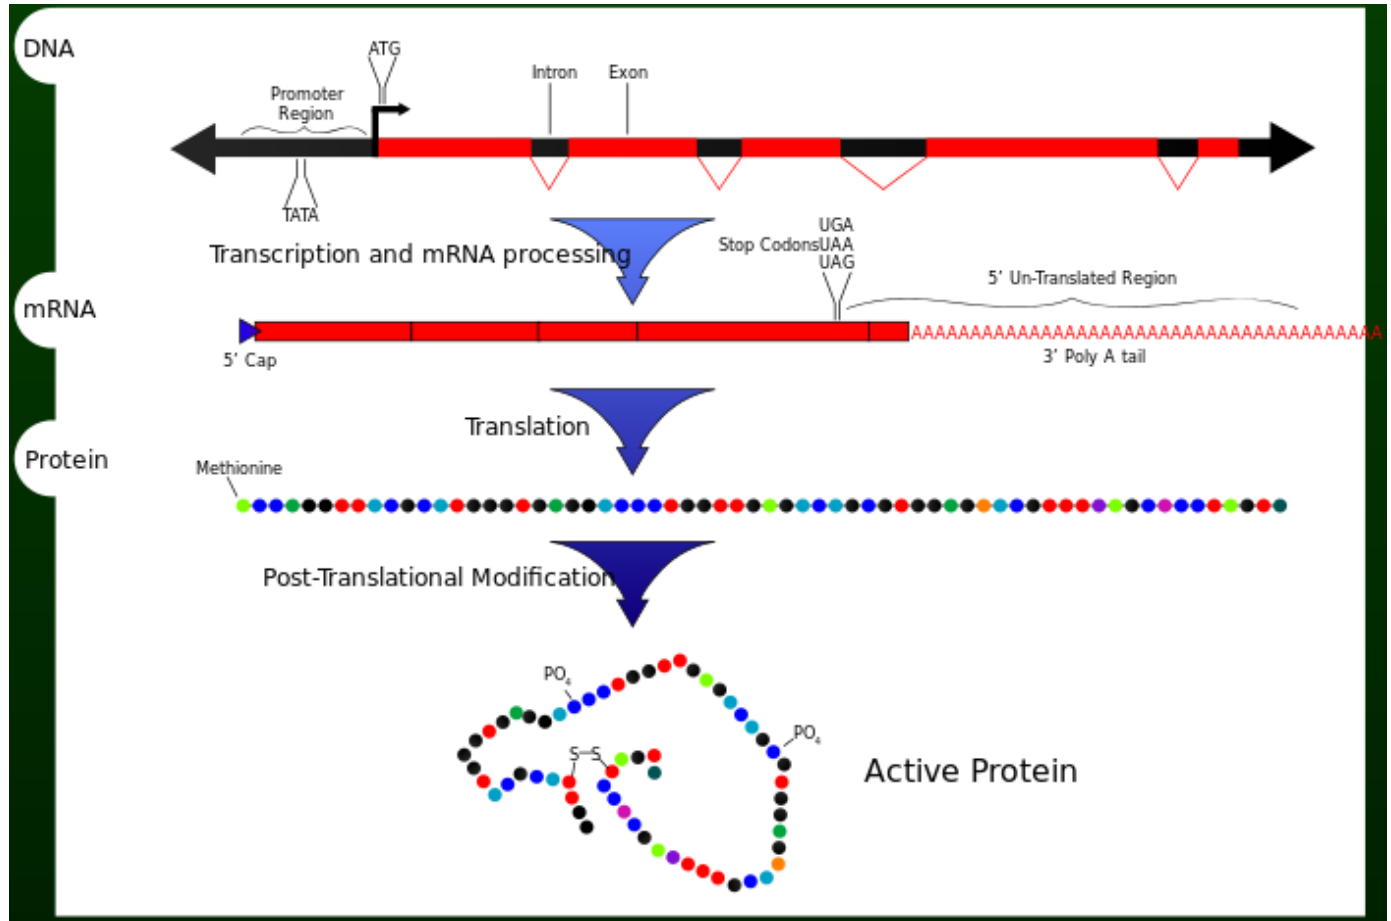 DNA
ATG
Intron
Exon
Promoter
Region
TATA
Transcription and mRNA processing
UGA
Stop Codons UAA
UAG
5’ Un-Translated Region
mRNA
AAAAAAAAAAAAAAAAAAAAAAAAAAAAAAAAAAAAAAA
5’ Cap
3’ Poly A tail
Translation
Protein
Methionine
Post-Translational Modification
PO4
PO4
S–S
Active Protein